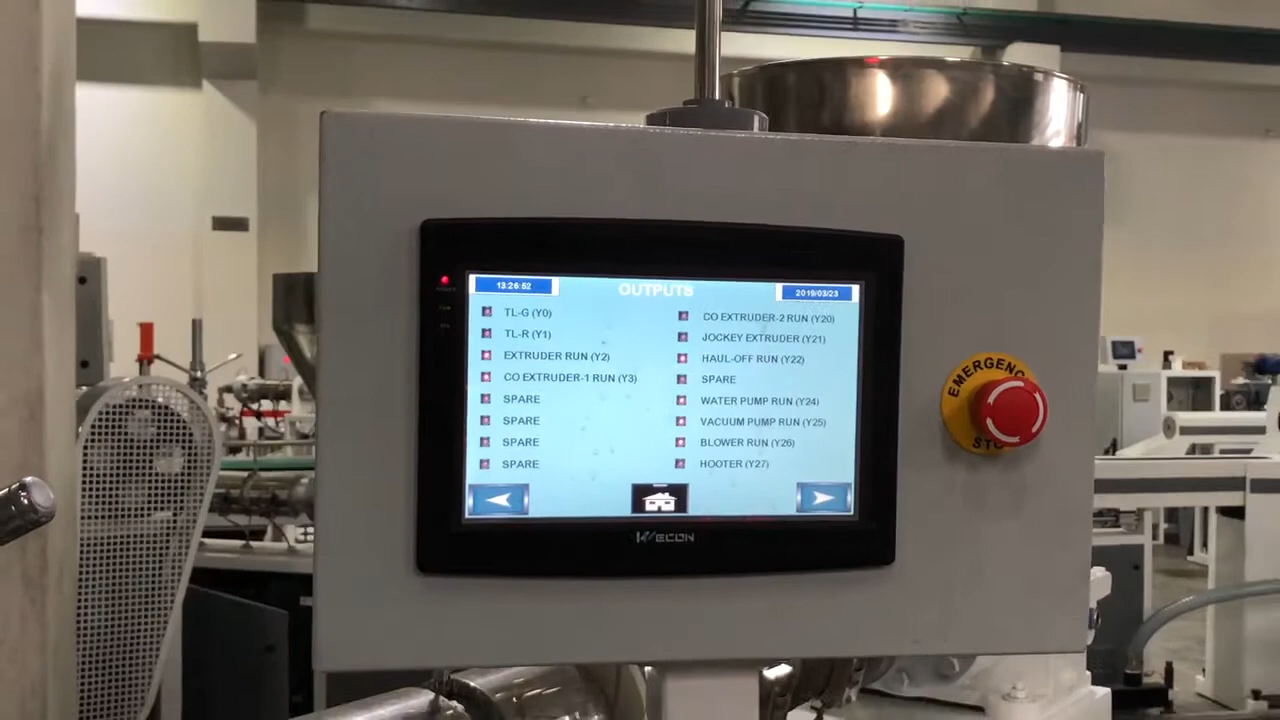 13:26:52
OUTPUTS
2019/03/23
TL-G (Y0)
TL-R (Y1)
EXTRUDER RUN (Y2)
CO EXTRUDER-1 RUN (Y3)
SPARE
SPARE
SPARE
SPARE
CO EXTRUDER-2 RUN (Y20)
JOCKEY EXTRUDER (Y21)
HAUL-OFF RUN (Y22)
SPARE
WATER PUMP RUN (Y24)
VACUUM PUMP RUN (Y25)
BLOWER RUN (Y26)
HOOTER (Y27)
WECON
EMERGENC
STO